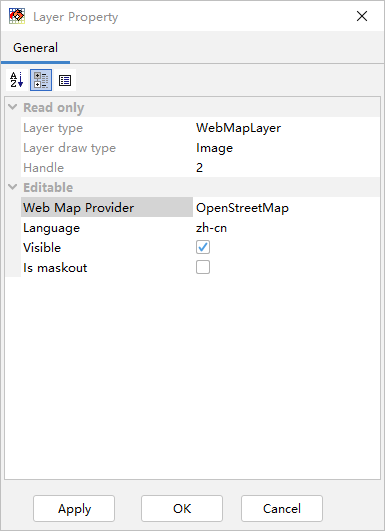 Layer Property
General
Read only
Layer type WebMapLayer
Layer draw type Image
Handle 2
Editable
Web Map Provider OpenStreetMap
Language zh-cn
Visible
Is maskout
Apply OK Cancel